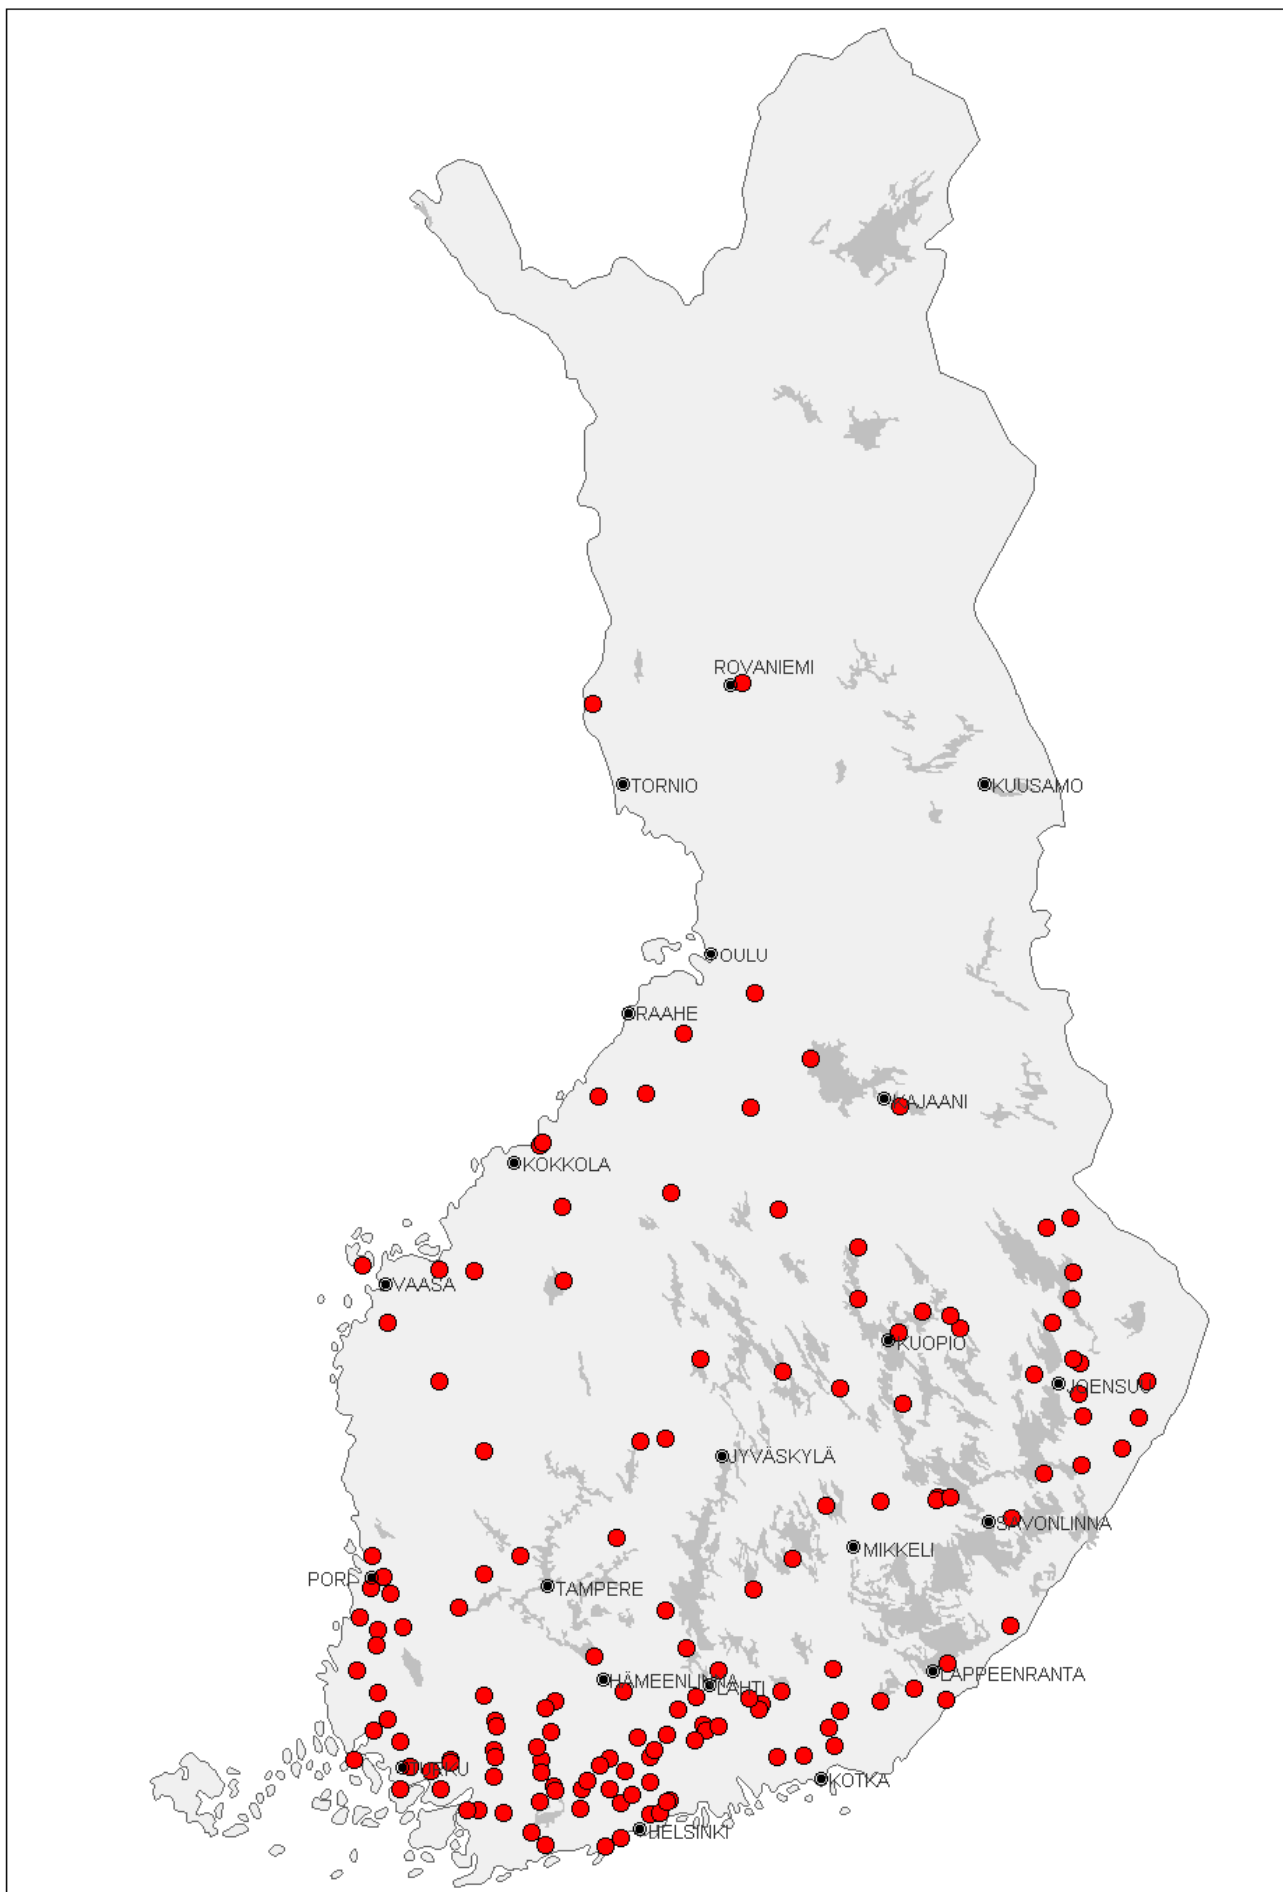 ROVANIEMI
TORNIO
KUUSAMO
OULU
RAAHE
KAJAANI
KOKKOLA
VAASA
KUOPIO
JOENSUU
JYVÄSKYLÄ
SAVONLINNA
MIKKELI
PORI
TAMPERE
LAPPEENRANTA
HÄMEENLINNA
LAHTI
TURKU
KOTKA
HELSINKI